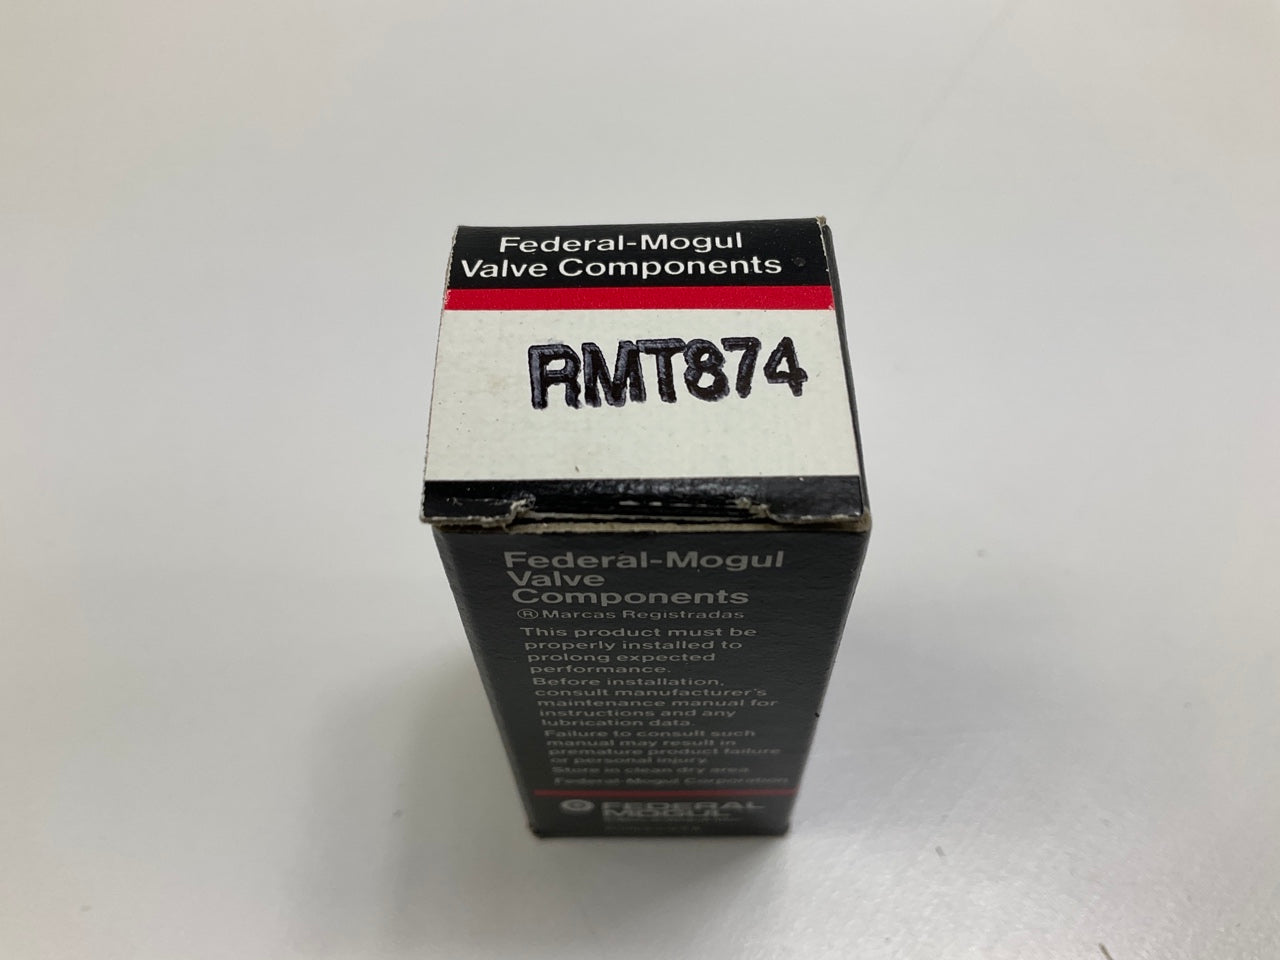 Federal-Mogul
Valve Components
RMT874
Federal-Mogul
Valve
Components
® Marcas Registradas
This product must be
properly installed to
prolong expected
performance.
Before installation,
consult manufacturer's
maintenance manual for
instructions and any
lubrication data.
Failure to consult such
manual may result in
premature product failure
or personal injury.
Store in clean dry area
Federal-Mogul Corporation
FEDERAL
MOGUL